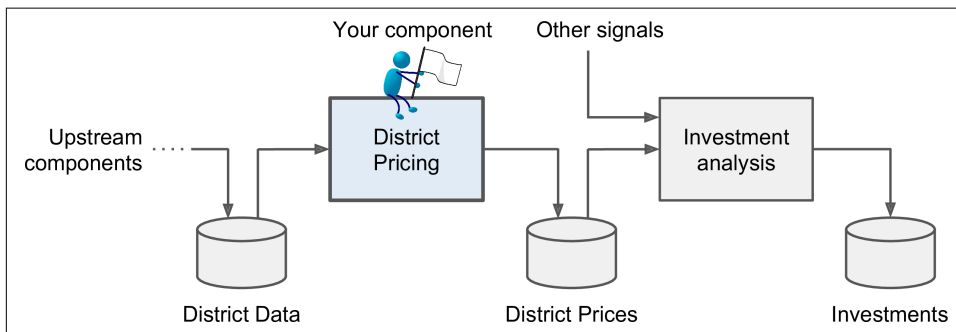 Your component
Other signals
Upstream
components
District
Pricing
Investment
analysis
District Data
District Prices
Investments